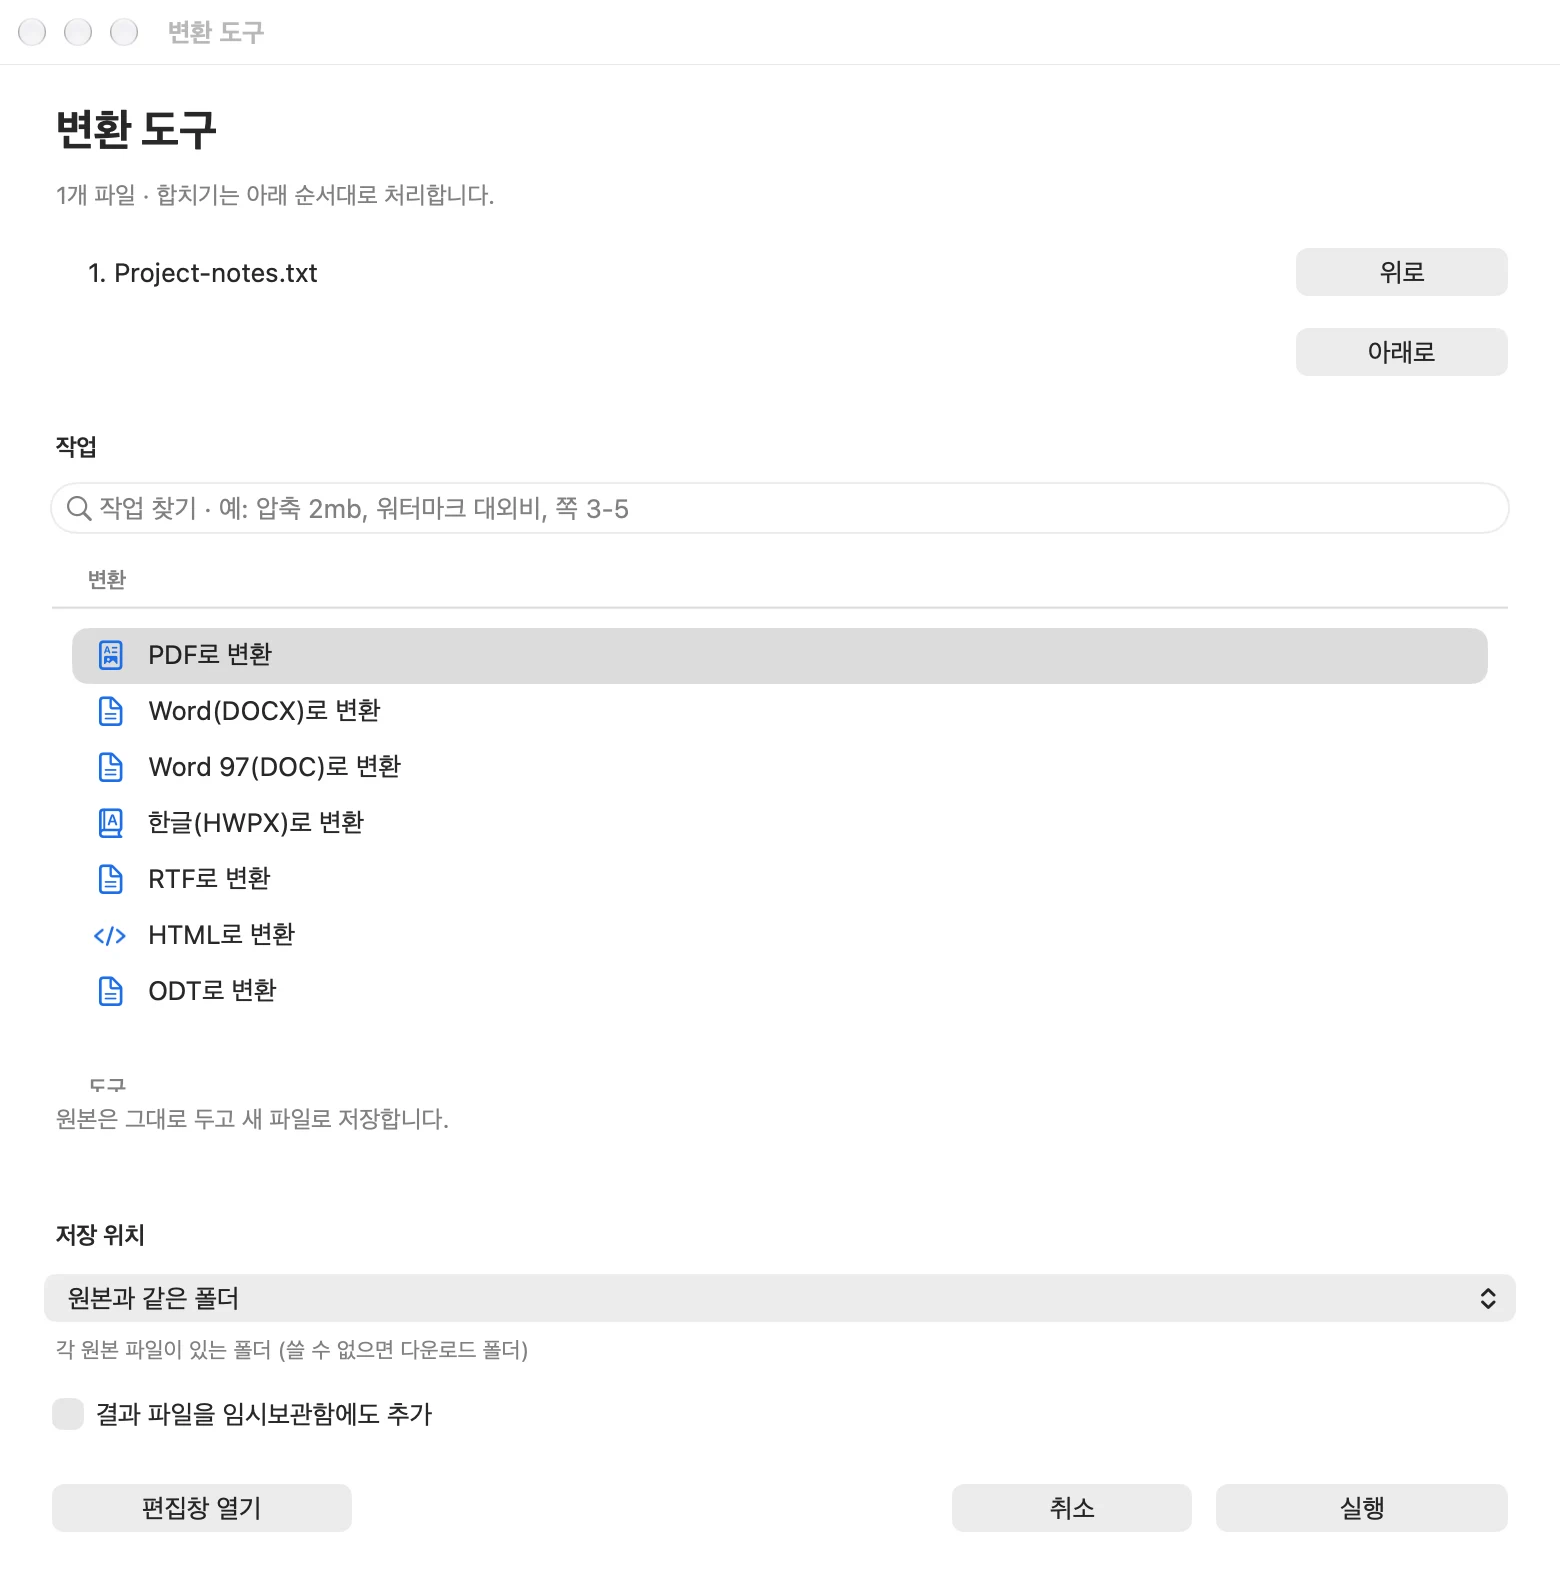 변환 도구
변환 도구
1개 파일 · 합치기는 아래 순서대로 처리합니다.
1. Project-notes.txt
위로
아래로
작업
작업 찾기 · 예: 압축 2mb, 워터마크 대외비, 쪽 3-5
변환
PDF로 변환
Word(DOCX)로 변환
Word 97(DOC)로 변환
한글(HWPX)로 변환
RTF로 변환
HTML로 변환
ODT로 변환
도구
원본은 그대로 두고 새 파일로 저장합니다.
저장 위치
원본과 같은 폴더
각 원본 파일이 있는 폴더 (쓸 수 없으면 다운로드 폴더)
결과 파일을 임시보관함에도 추가
편집창 열기
취소
실행